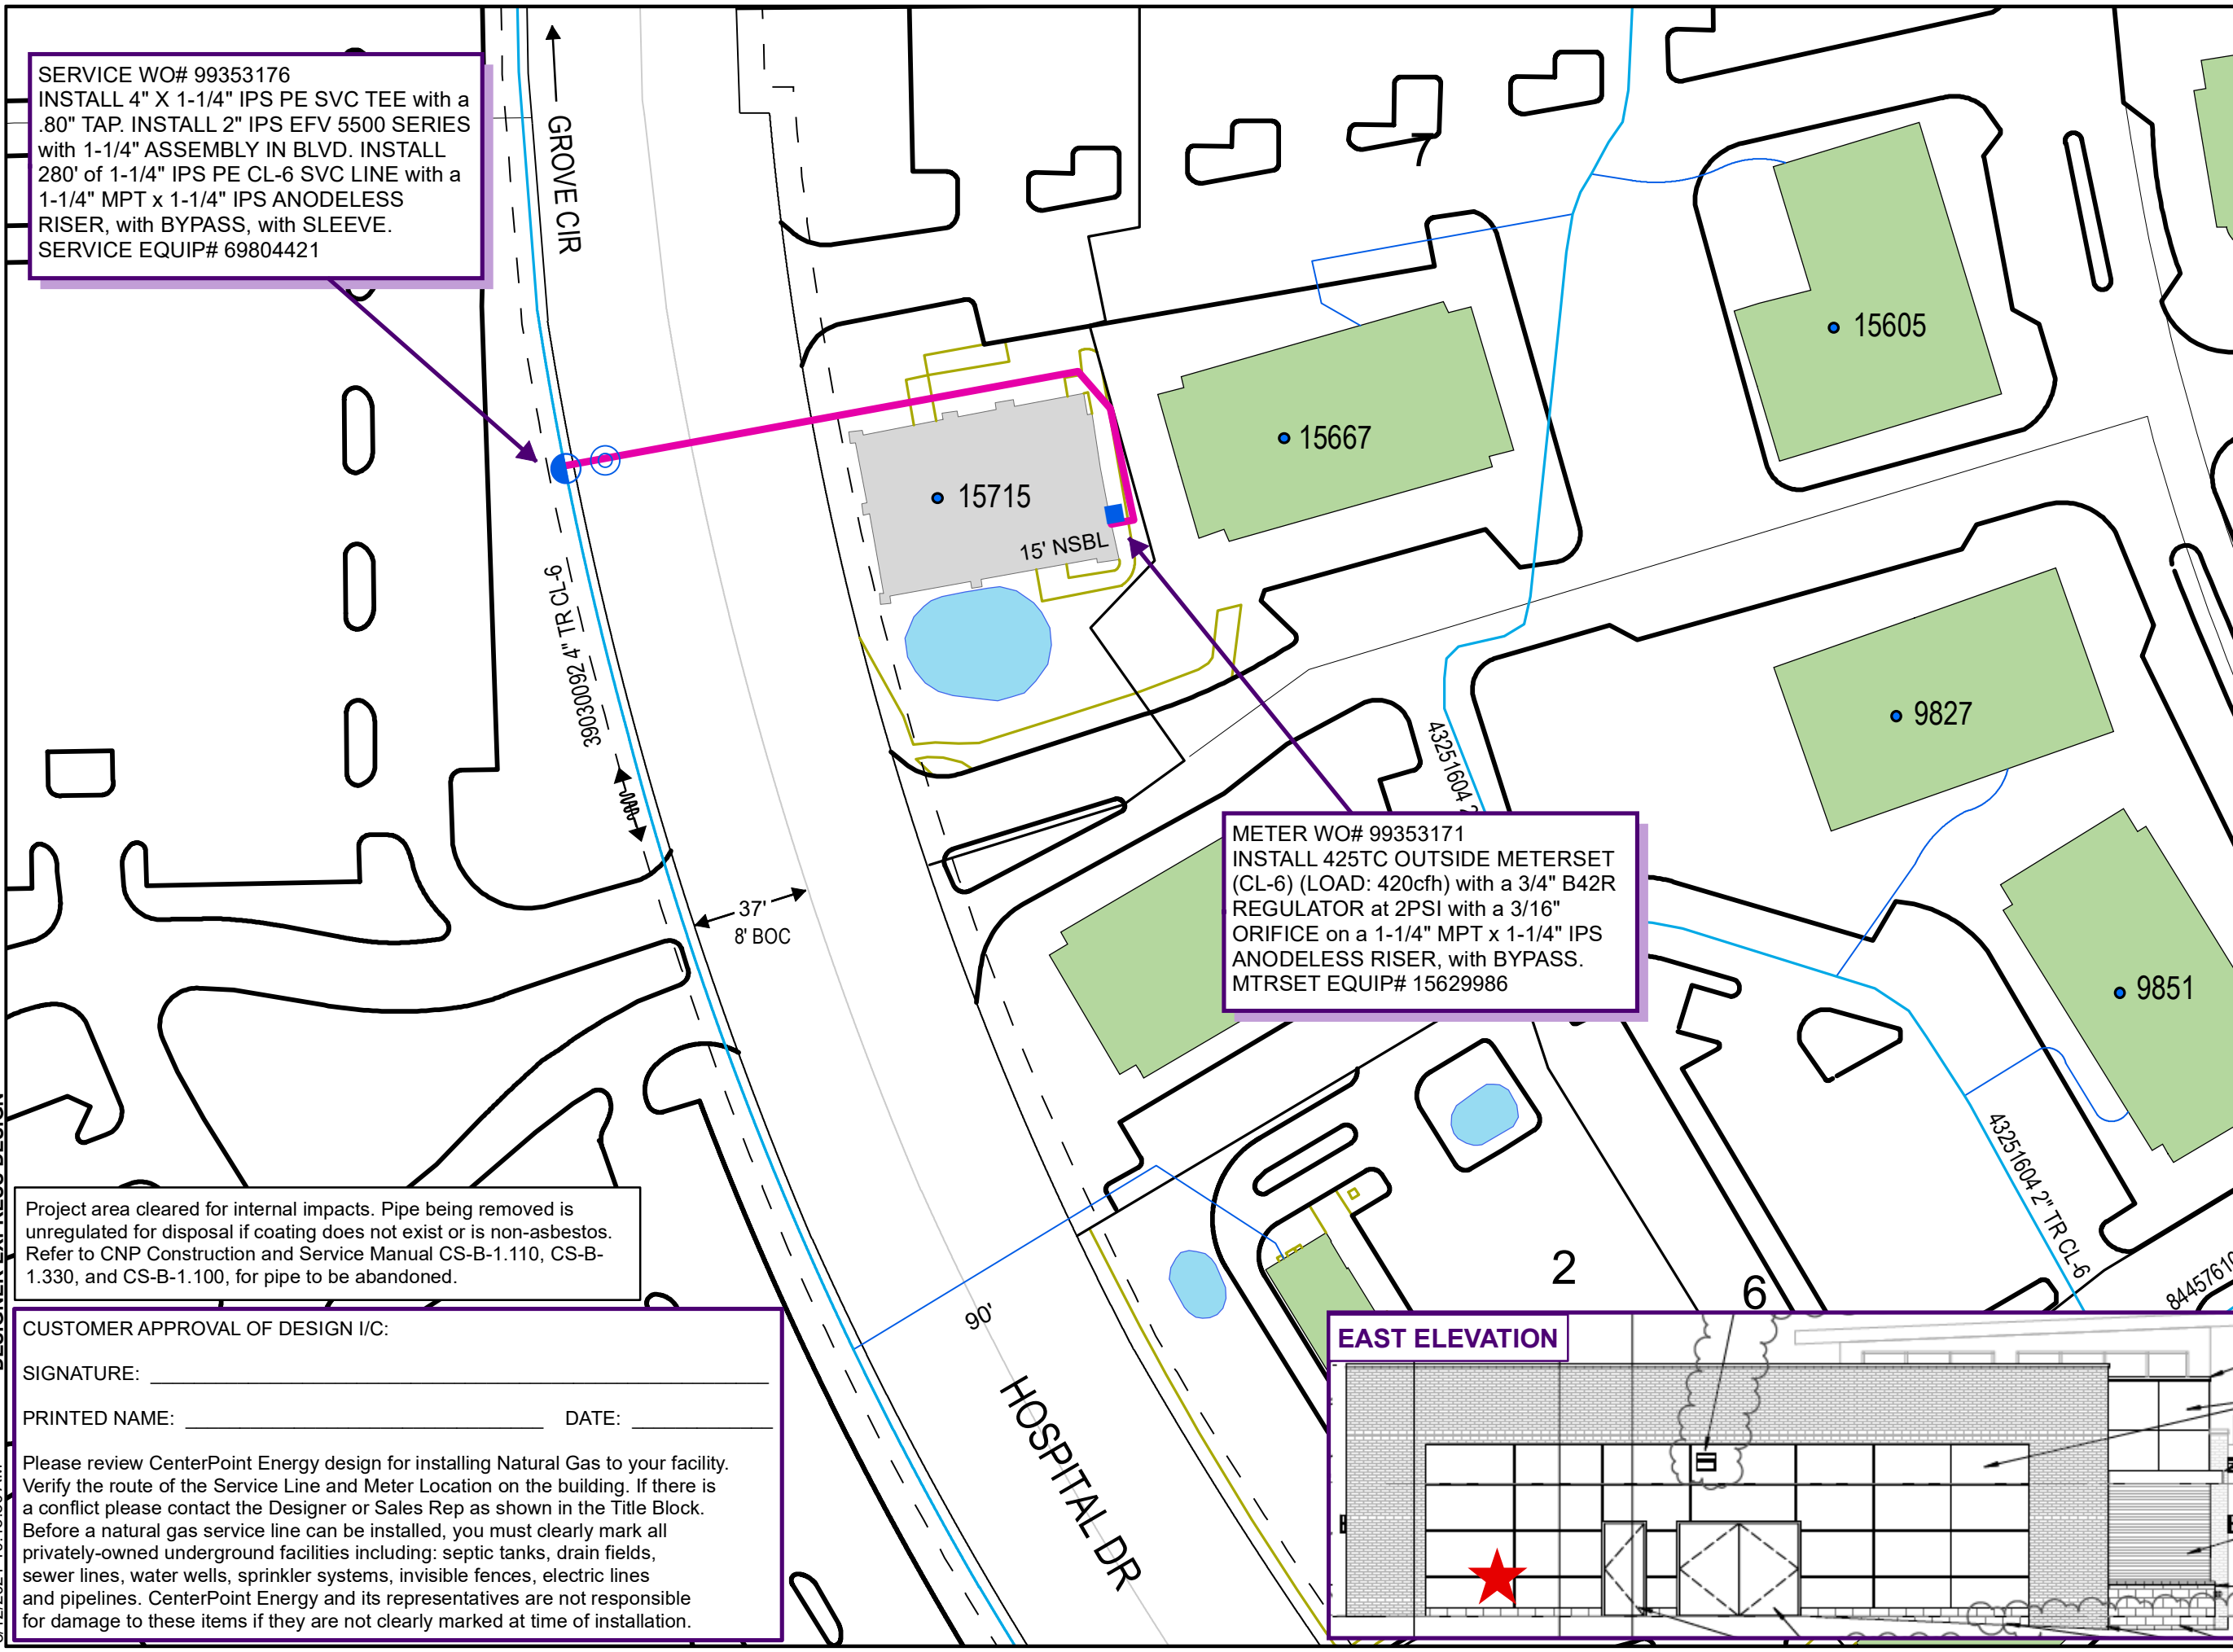 SERVICE WO# 99353176
INSTALL 4" X 1-1/4" IPS PE SVC TEE with a
.80" TAP. INSTALL 2" IPS EFV 5500 SERIES
with 1-1/4" ASSEMBLY IN BLVD. INSTALL
280' of 1-1/4" IPS PE CL-6 SVC LINE with a
1-1/4" MPT x 1-1/4" IPS ANODELESS
RISER, with BYPASS, with SLEEVE.
SERVICE EQUIP# 69804421
GROVE CIR
7
15605
15667
15715
15' NSBL
39030092 4" TR CL-6
9827
43251604 2
METER WO# 99353171
INSTALL 425TC OUTSIDE METERSET
(CL-6) (LOAD: 420cfh) with a 3/4" B42R
REGULATOR at 2PSI with a 3/16"
ORIFICE on a 1-1/4" MPT x 1-1/4" IPS
ANODELESS RISER, with BYPASS.
MTRSET EQUIP# 15629986
37'
8' BOC
9851
43251604 2" TR CL-6
Project area cleared for internal impacts. Pipe being removed is
unregulated for disposal if coating does not exist or is non-asbestos.
Refer to CNP Construction and Service Manual CS-B-1.110, CS-B-
1.330, and CS-B-1.100, for pipe to be abandoned.
2
6
90'
HOSPITAL DR
CUSTOMER APPROVAL OF DESIGN I/C:
SIGNATURE:
PRINTED NAME: DATE:
Please review CenterPoint Energy design for installing Natural Gas to your facility.
Verify the route of the Service Line and Meter Location on the building. If there is
a conflict please contact the Designer or Sales Rep as shown in the Title Block.
Before a natural gas service line can be installed, you must clearly mark all
privately-owned underground facilities including: septic tanks, drain fields,
sewer lines, water wells, sprinkler systems, invisible fences, electric lines
and pipelines. CenterPoint Energy and its representatives are not responsible
for damage to these items if they are not clearly marked at time of installation.
EAST ELEVATION